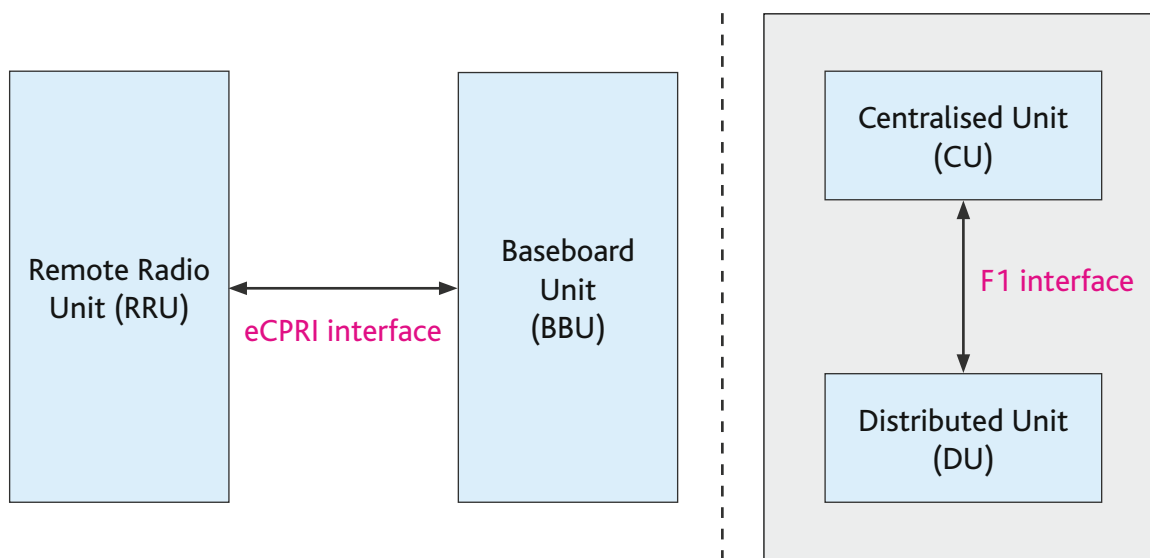 Remote Radio
Unit (RRU)
eCPRI interface
Baseboard
Unit
(BBU)
Centralised Unit
(CU)
F1 interface
Distributed Unit
(DU)